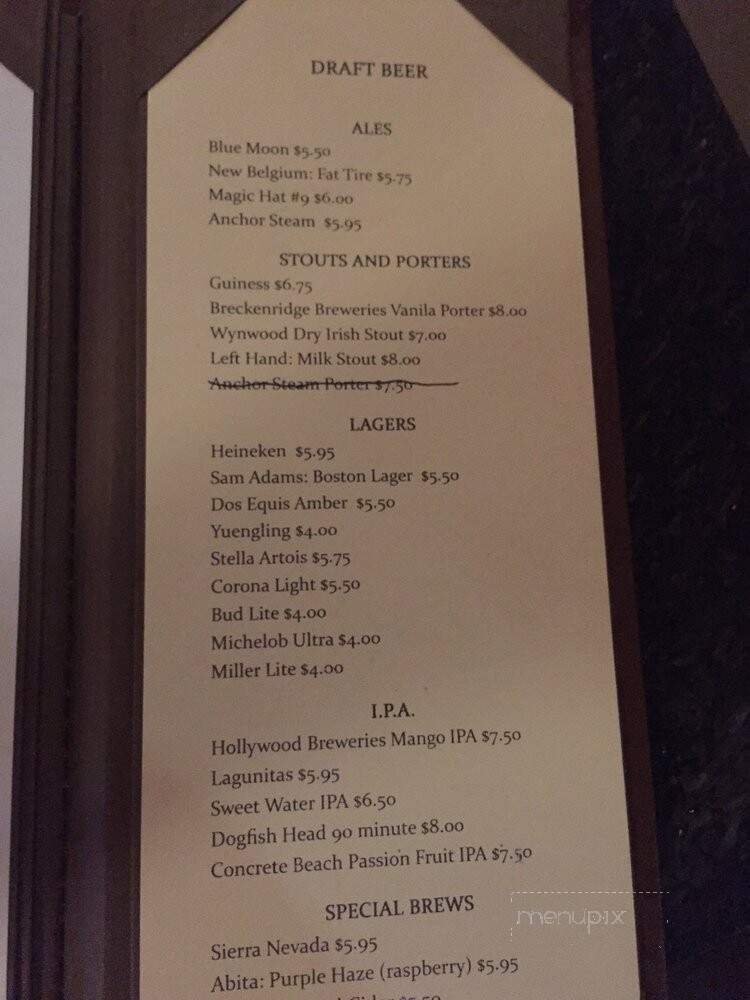 DRAFT BEER
ALES
Blue Moon $5.50
New Belgium: Fat Tire $5.75
Magic Hat #9 $6.00
Anchor Steam $5.95
STOUTS AND PORTERS
Guiness $6.75
Breckenridge Breweries Vanila Porter $8.00
Wynwood Dry Irish Stout $7.00
Left Hand: Milk Stout $8.00
Anchor Steam Porter $7.50
LAGERS
Heineken $5.95
Sam Adams: Boston Lager $5.50
Dos Equis Amber $5.50
Yuengling $4.00
Stella Artois $5.75
Corona Light $5.50
Bud Lite $4.00
Michelob Ultra $4.00
Miller Lite $4.00
I.P.A.
Hollywood Breweries Mango IPA $7.50
Lagunitas $5.95
Sweet Water IPA $6.50
Dogfish Head 90 minute $8.00
Concrete Beach Passion Fruit IPA $7.50
SPECIAL BREWS
menupix
Sierra Nevada $5.95
Abita: Purple Haze (raspberry) $5.95
Cider $5.50